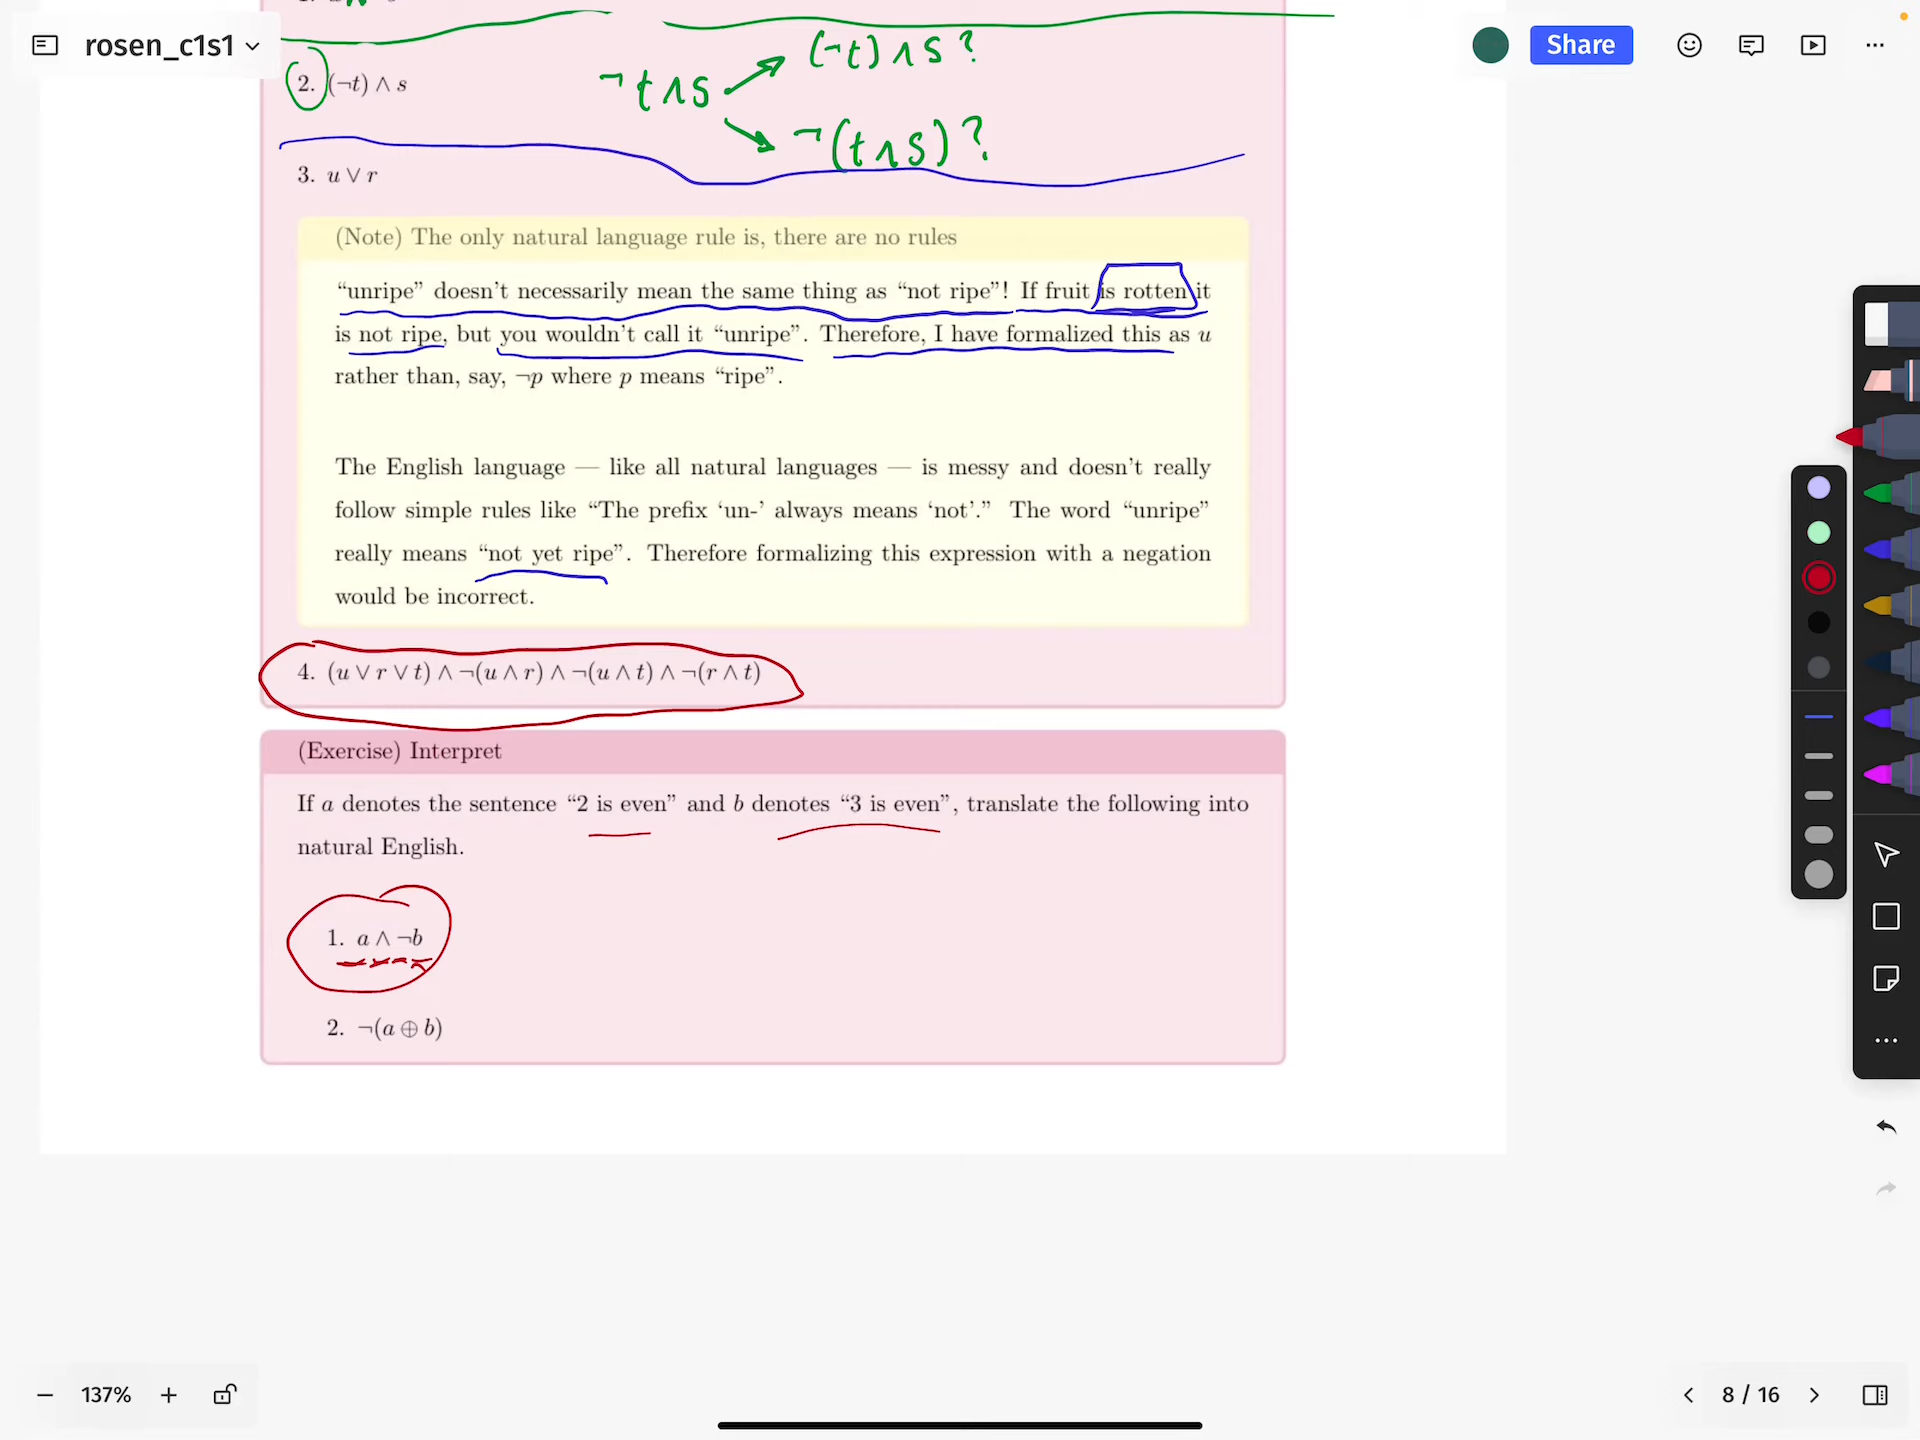 rosen_c1s1
Share
2. (¬t) ∧ s
¬t∧s
(¬t)∧s?
¬(t∧s)?
3. u ∨ r
(Note) The only natural language rule is, there are no rules
“unripe” doesn’t necessarily mean the same thing as “not ripe”! If fruit is rotten it
is not ripe, but you wouldn’t call it “unripe”. Therefore, I have formalized this as u
rather than, say, ¬p where p means “ripe”.
The English language — like all natural languages — is messy and doesn’t really
follow simple rules like “The prefix ‘un-’ always means ‘not’.” The word “unripe”
really means “not yet ripe”. Therefore formalizing this expression with a negation
would be incorrect.
4. (u ∨ r ∨ t) ∧ ¬(u ∧ r) ∧ ¬(u ∧ t) ∧ ¬(r ∧ t)
(Exercise) Interpret
If a denotes the sentence “2 is even” and b denotes “3 is even”, translate the following into
natural English.
1. a ∧ ¬b
2. ¬(a ⊕ b)
137%
8 / 16